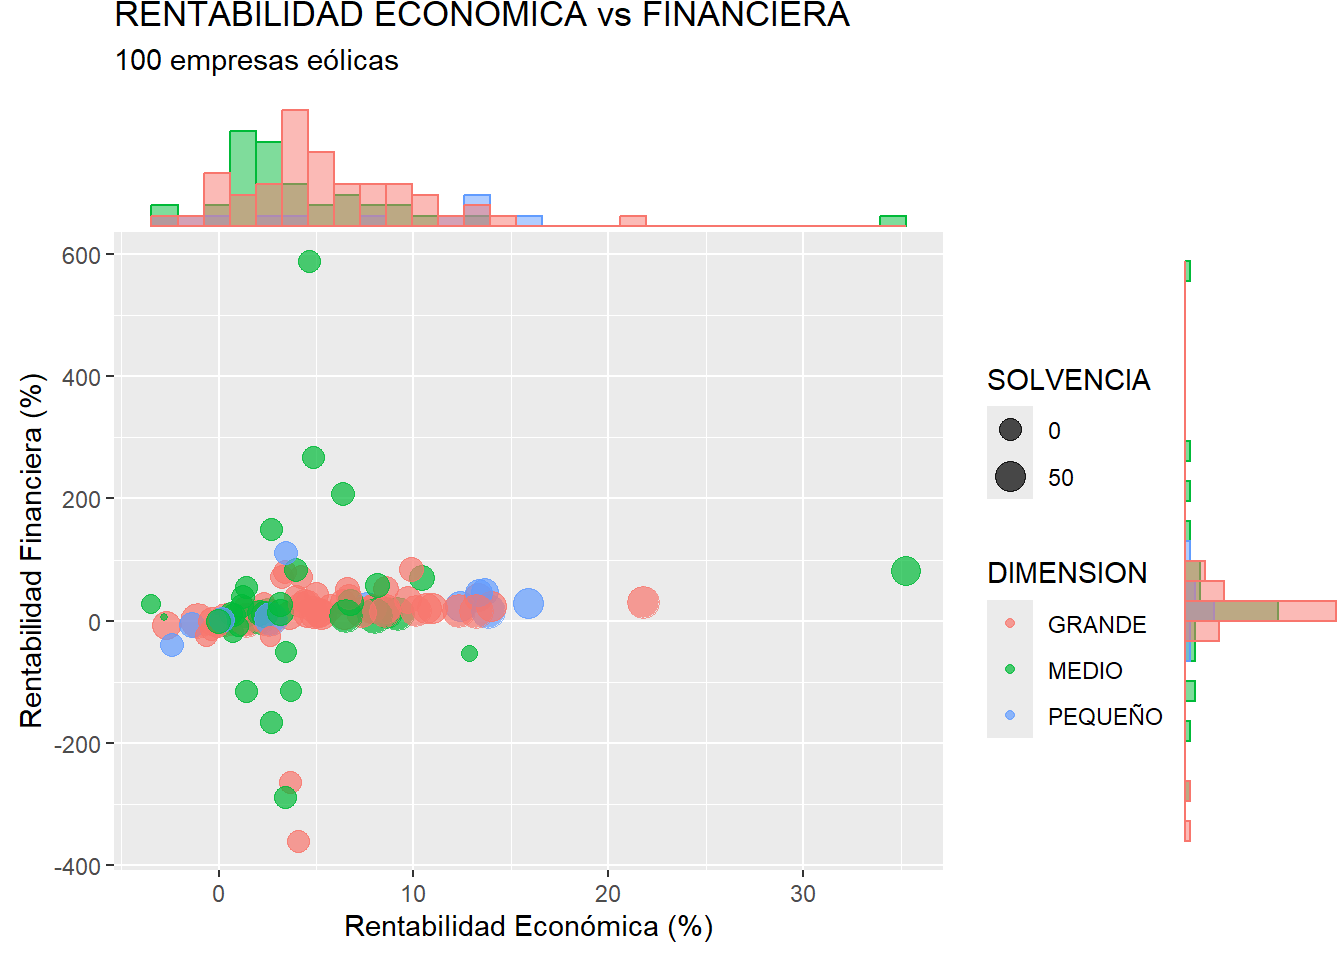 RENTABILIDAD ECONÓMICA vs FINANCIERA
100 empresas eólicas
600
400
200
0
-200
-400
Rentabilidad Financiera (%)
0
10
20
30
Rentabilidad Económica (%)
SOLVENCIA
0
50
DIMENSION
GRANDE
MEDIO
PEQUEÑO